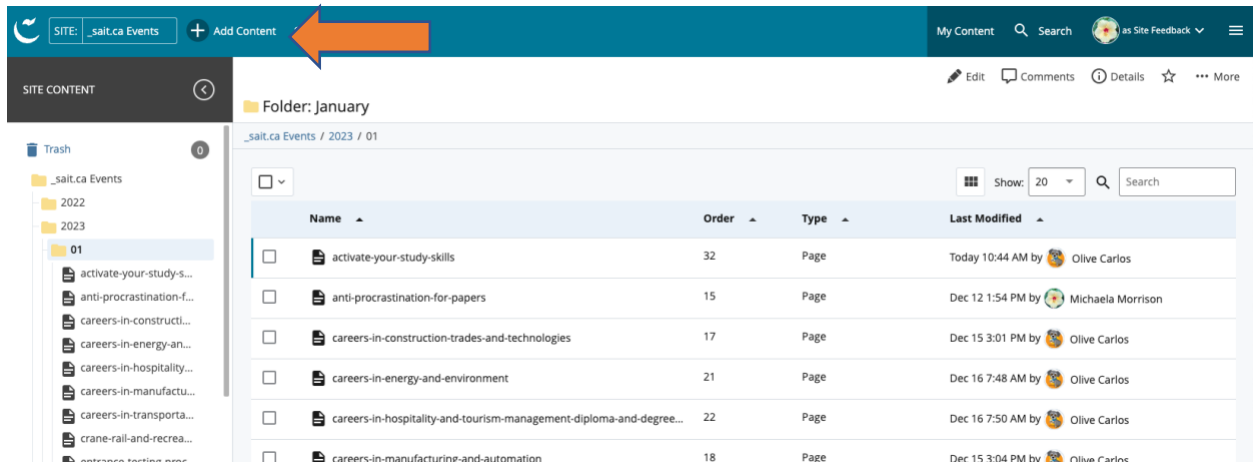 SITE: _sait.ca Events Add Content My Content Search as Site Feedback
SITE CONTENT
Edit Comments Details More
Folder: January
_sait.ca Events / 2023 / 01
Trash 0
_sait.ca Events
2022
2023
01
activate-your-study-s...
anti-procrastination-f...
careers-in-constructi...
careers-in-energy-an...
careers-in-hospitality...
careers-in-manufactu...
careers-in-transporta...
crane-rail-and-recrea...
entrance-testing-proc...
Show: 20 Search
Name Order Type Last Modified
activate-your-study-skills 32 Page Today 10:44 AM by Olive Carlos
anti-procrastination-for-papers 15 Page Dec 12 1:54 PM by Michaela Morrison
careers-in-construction-trades-and-technologies 17 Page Dec 15 3:01 PM by Olive Carlos
careers-in-energy-and-environment 21 Page Dec 16 7:48 AM by Olive Carlos
careers-in-hospitality-and-tourism-management-diploma-and-degree... 22 Page Dec 16 7:50 AM by Olive Carlos
careers-in-manufacturing-and-automation 18 Page Dec 15 3:04 PM by Olive Carlos